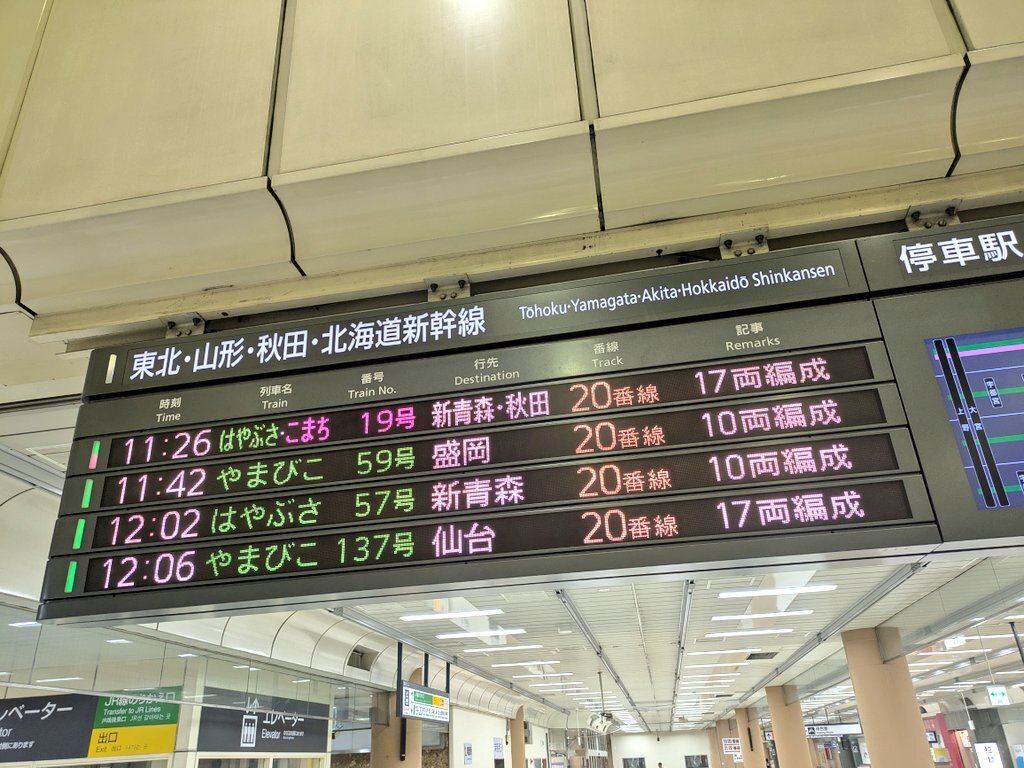 東北・山形・秋田・北海道新幹線 Tōhoku・Yamagata・Akita・Hokkaidō Shinkansen
停車駅
時刻 列車名 番号 行先 番線 記事
Time Train Train No. Destination Track Remarks
11:26 はやぶさ・こまち 19号 新青森・秋田 20番線 17両編成
11:42 やまびこ 59号 盛岡 20番線 10両編成
12:02 はやぶさ 57号 新青森 20番線 10両編成
12:06 やまびこ 137号 仙台 20番線 17両編成
上野
大宮
宇都宮
レベーター
JR線のりかえ口
Transfer to JR Lines
出口
Exit
エレベーター
Elevator